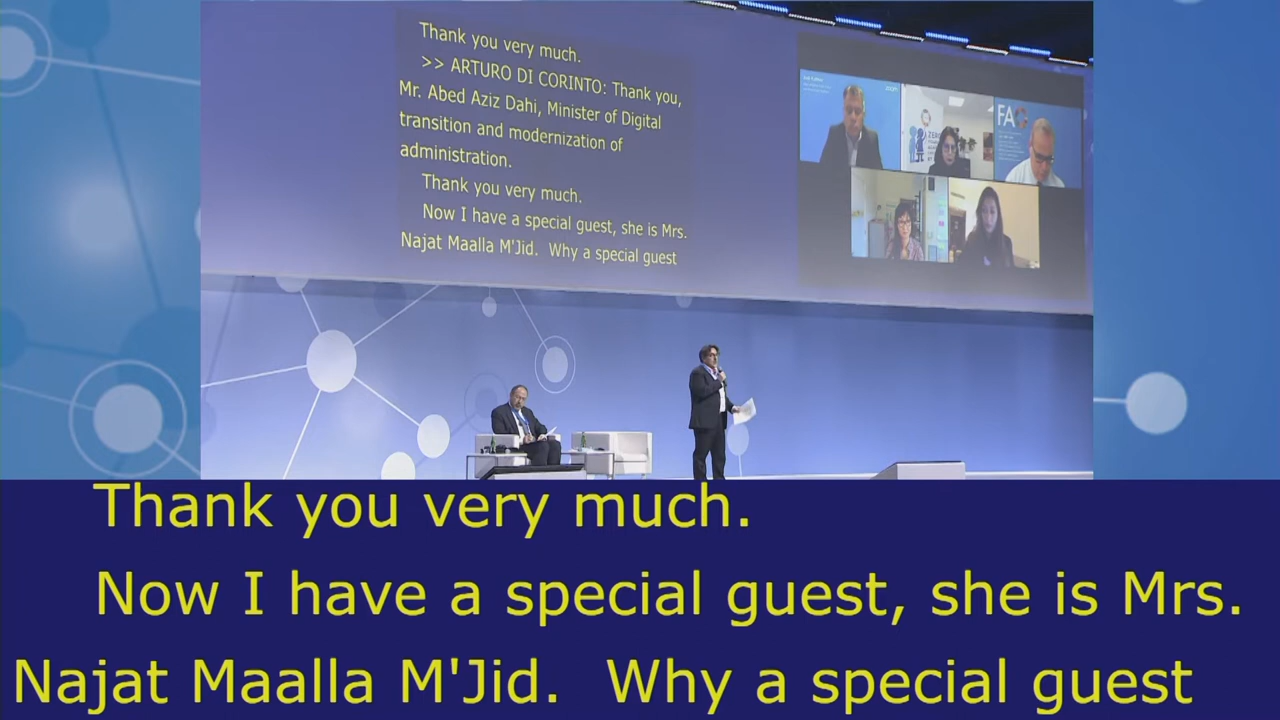 Thank you very much.
>> ARTURO DI CORINTO: Thank you,
Mr. Abed Aziz Dahi, Minister of Digital
transition and modernization of
administration.
Thank you very much.
Now I have a special guest, she is Mrs.
Najat Maalla M'Jid.  Why a special guest
FAO
ZERO
Thank you very much.
Now I have a special guest, she is Mrs.
Najat Maalla M'Jid.  Why a special guest